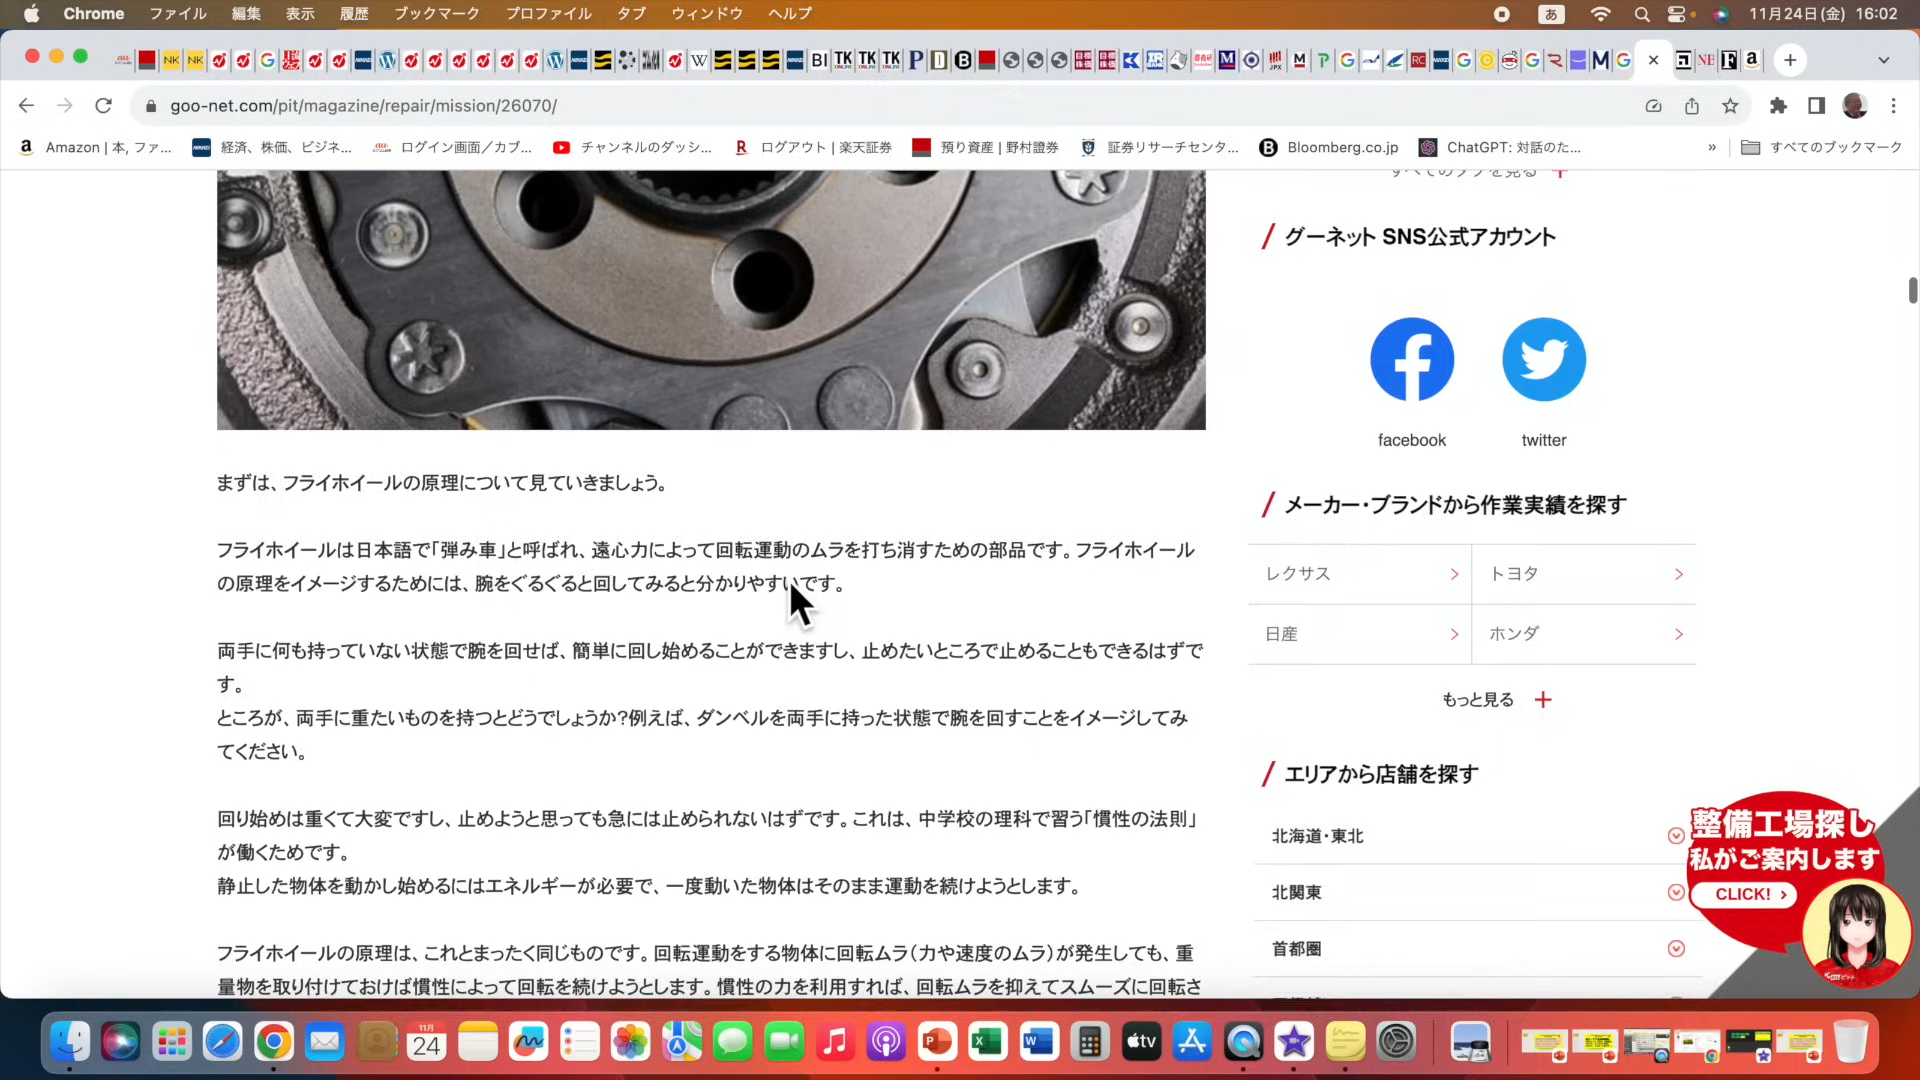 Chrome ファイル 編集 表示 履歴 ブックマーク プロファイル タブ ウィンドウ ヘルプ
あ 11月24日(金) 16:02
goo-net.com/pit/magazine/repair/mission/26070/
Amazon | 本, ファ... 経済、株価、ビジネ... ログイン画面／カブ... チャンネルのダッシ... ログアウト | 楽天証券 預り資産 | 野村證券 証券リサーチセンタ... Bloomberg.co.jp ChatGPT: 対話のた... » すべてのブックマーク
すべてのタグを見る
グーネット SNS公式アカウント
facebook twitter
まずは、フライホイールの原理について見ていきましょう。
フライホイールは日本語で「弾み車」と呼ばれ、遠心力によって回転運動のムラを打ち消すための部品です。フライホイール
の原理をイメージするためには、腕をぐるぐると回してみると分かりやすいです。
両手に何も持っていない状態で腕を回せば、簡単に回し始めることができますし、止めたいところで止めることもできるはずで
す。
ところが、両手に重たいものを持つとどうでしょうか?例えば、ダンベルを両手に持った状態で腕を回すことをイメージしてみ
てください。
回り始めは重くて大変ですし、止めようと思っても急には止められないはずです。これは、中学校の理科で習う「慣性の法則」
が働くためです。
静止した物体を動かし始めるにはエネルギーが必要で、一度動いた物体はそのまま運動を続けようとします。
フライホイールの原理は、これとまったく同じものです。回転運動をする物体に回転ムラ（力や速度のムラ）が発生しても、重
量物を取り付けておけば慣性によって回転を続けようとします。慣性の力を利用すれば、回転ムラを抑えてスムーズに回転さ
メーカー・ブランドから作業実績を探す
レクサス トヨタ
日産 ホンダ
もっと見る
エリアから店舗を探す
北海道・東北
北関東
首都圏
整備工場探し
私がご案内します
CLICK!
11月
24
tv